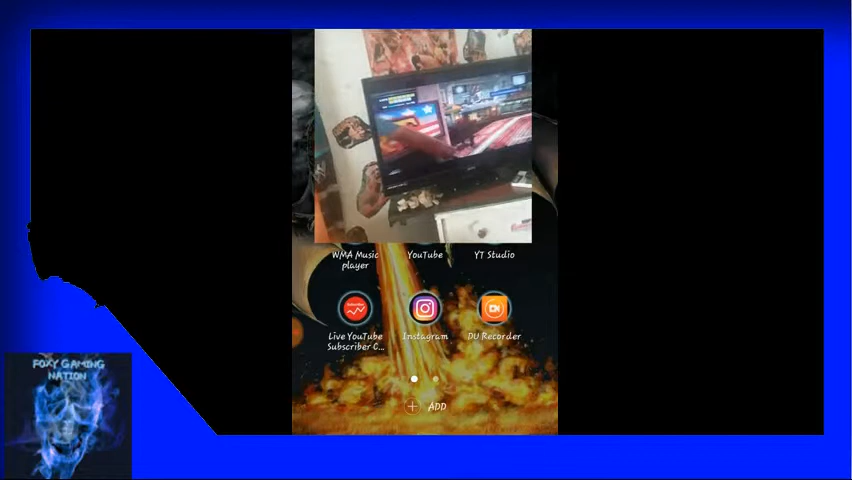 WMA Music
player
YouTube
YT Studio
Live YouTube
Subscriber C...
Instagram
DU Recorder
ADD
FOXY GAMING
NATION